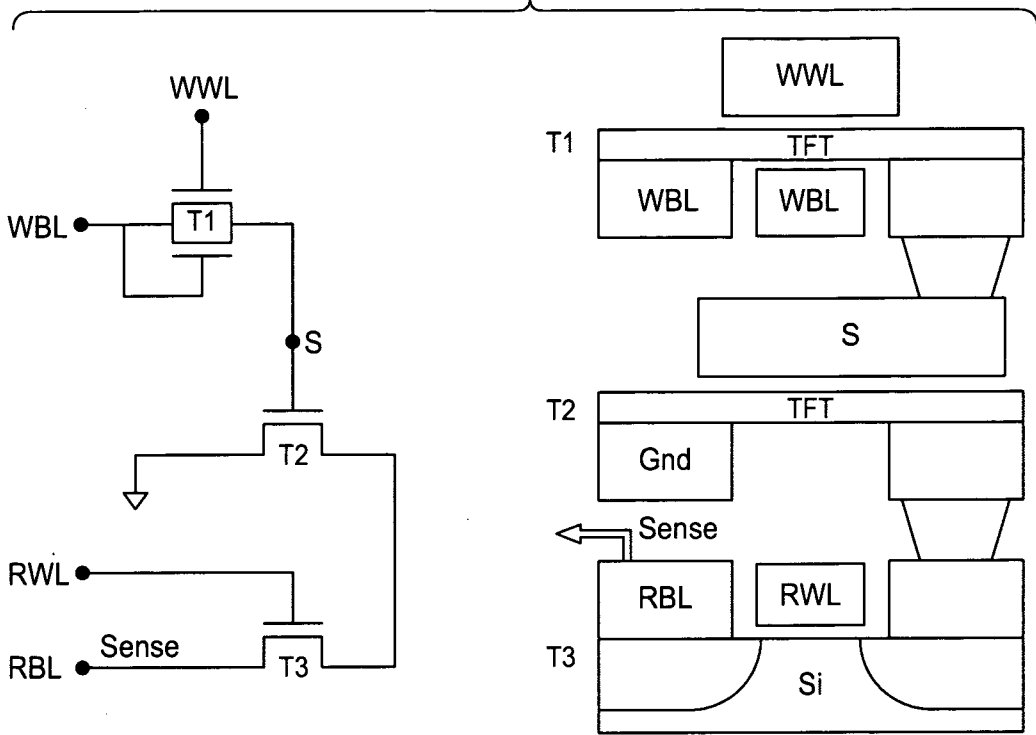 WWL
WBL
T1
S
T2
RWL
Sense
RBL
T3
WWL
T1
TFT
WBL
WBL
S
T2
TFT
Gnd
Sense
RBL
RWL
T3
Si